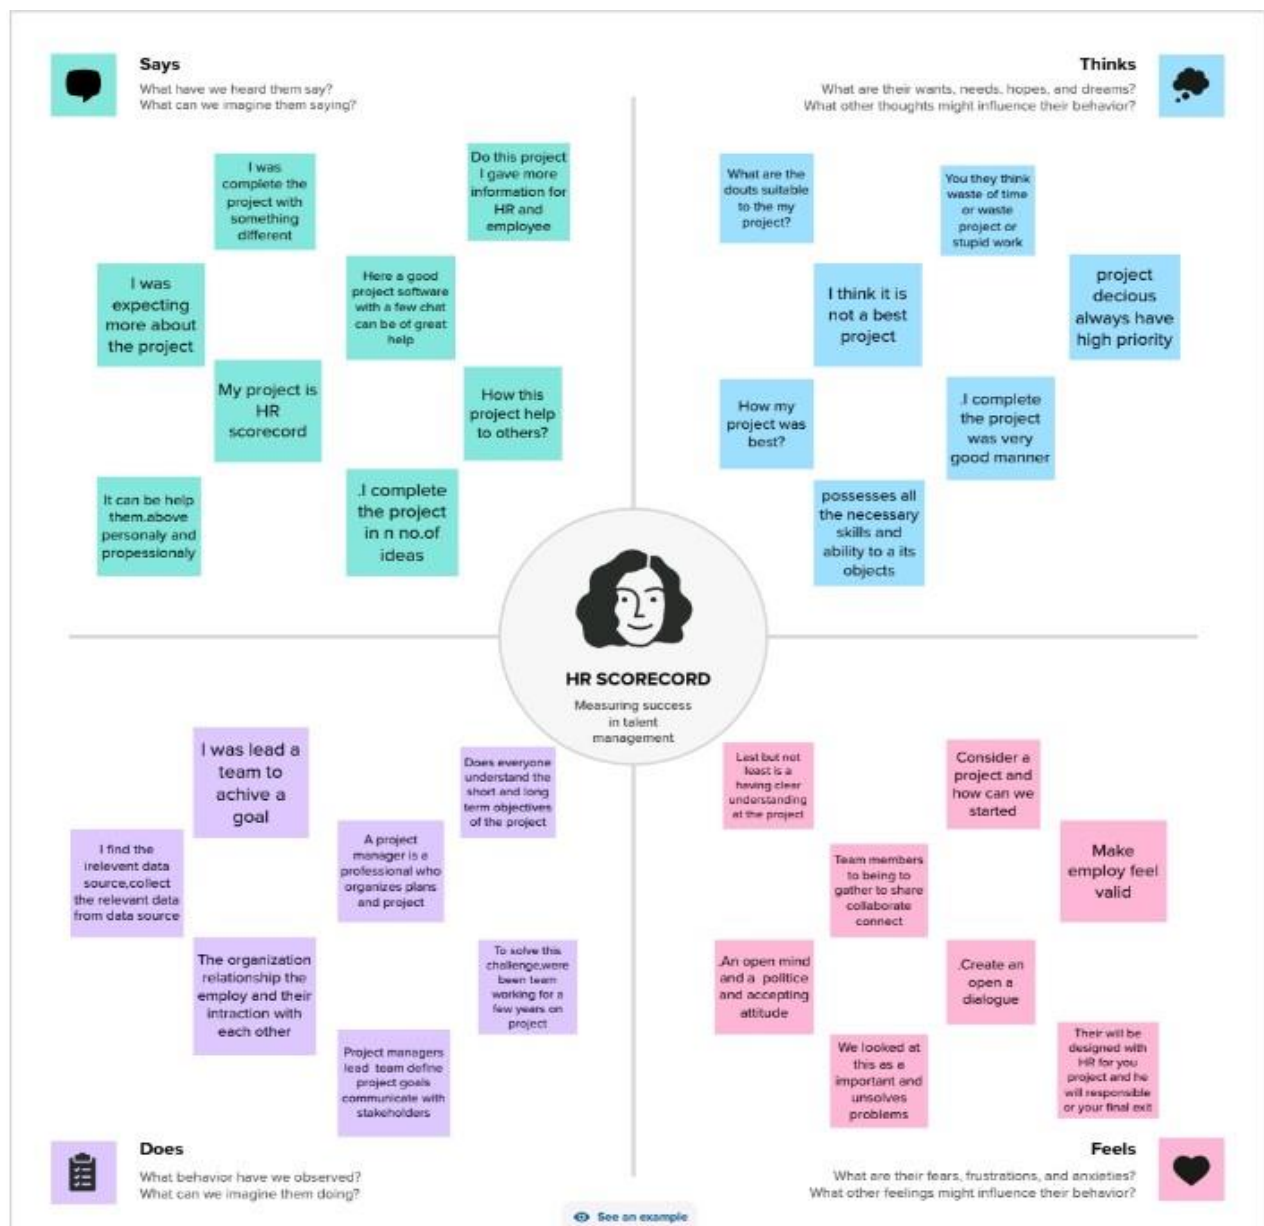 Says
What have we heard them say?
What can we imagine them saying?
I was
complete the
project with
something
different
Do this project
I gave more
information for
HR and
employee
I was
expecting
more about
the project
Here a good
project software
with a few chat
can be of great
help
My project is
HR
scorecord
How this
project help
to others?
It can be help
them.above
personaly and
propessionaly
.I complete
the project
in n no.of
ideas
Thinks
What are their wants, needs, hopes, and dreams?
What other thoughts might influence their behavior?
What are the
douts suitable
to the my
project?
You they think
waste of time
or waste
project or
stupid work
I think it is
not a best
project
project
decious
always have
high priority
How my
project was
best?
.I complete
the project
was very
good manner
possesses all
the necessary
skills and
ability to a its
objects
HR SCORECORD
Measuring success
in talent
management
I was lead a
team to
achive a
goal
Does everyone
understand the
short and long
term objectives
of the project
I find the
irelevent data
source,collect
the relevant data
from data source
A project
manager is a
professional who
organizes plans
and project
The organization
relationship the
employ and their
intraction with
each other
To solve this
challenge,were
been team
working for a
few years on
project
Project managers
lead team define
project goals
communicate with
stakeholders
Does
What behavior have we observed?
What can we imagine them doing?
Last but not
least is a
having clear
understanding
at the project
Consider a
project and
how can we
started
Team members
to being to
gather to share
collaborate
connect
Make
employ feel
valid
.An open mind
and a politice
and accepting
attitude
.Create an
open a
dialogue
We looked at
this as a
important and
unsolves
problems
Their will be
designed with
HR for you
project and he
will responsible
or your final exit
Feels
What are their fears, frustrations, and anxieties?
What other feelings might influence their behavior?
See an example